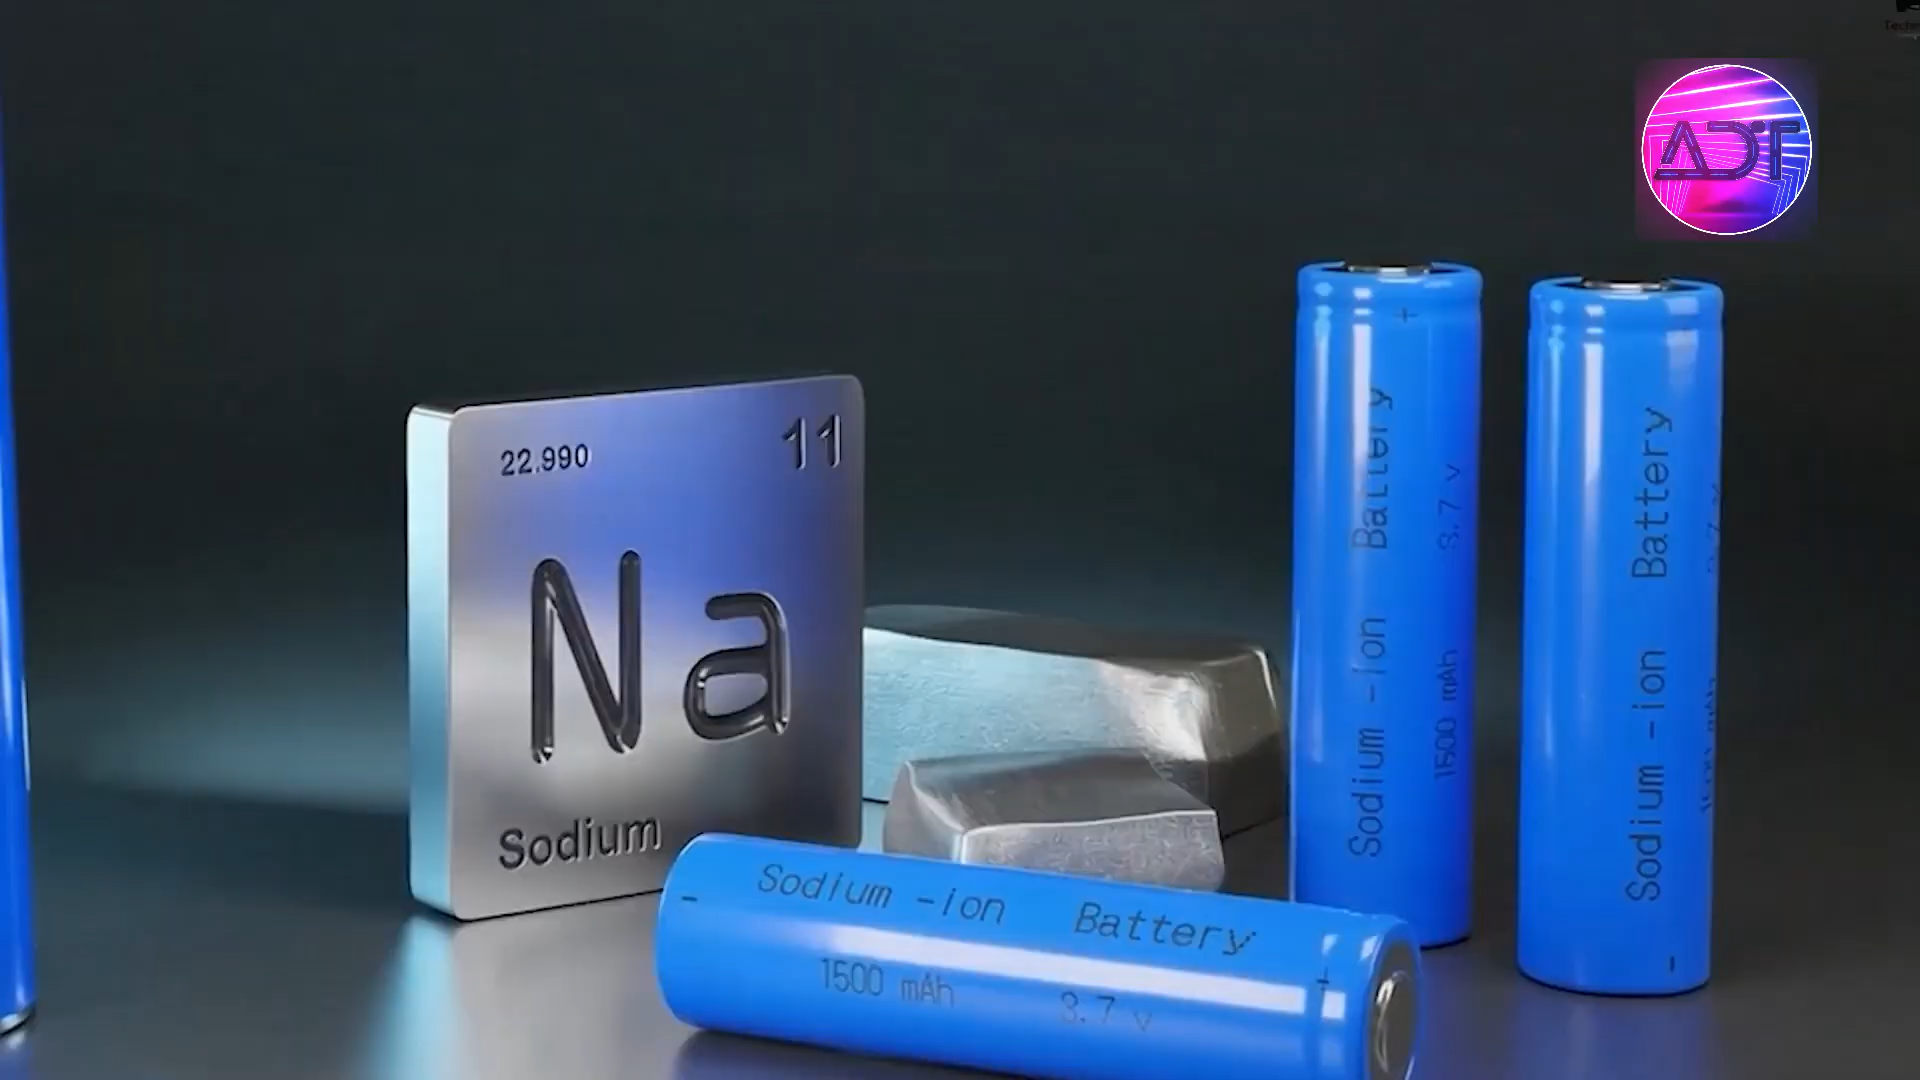 ADT
22.990
11
Na
Sodium
Sodium -ion Battery
1500 mAh 3.7 v
+
Sodium -ion Battery
-
- Sodium -ion Battery +
1500 mAh 3.7 v